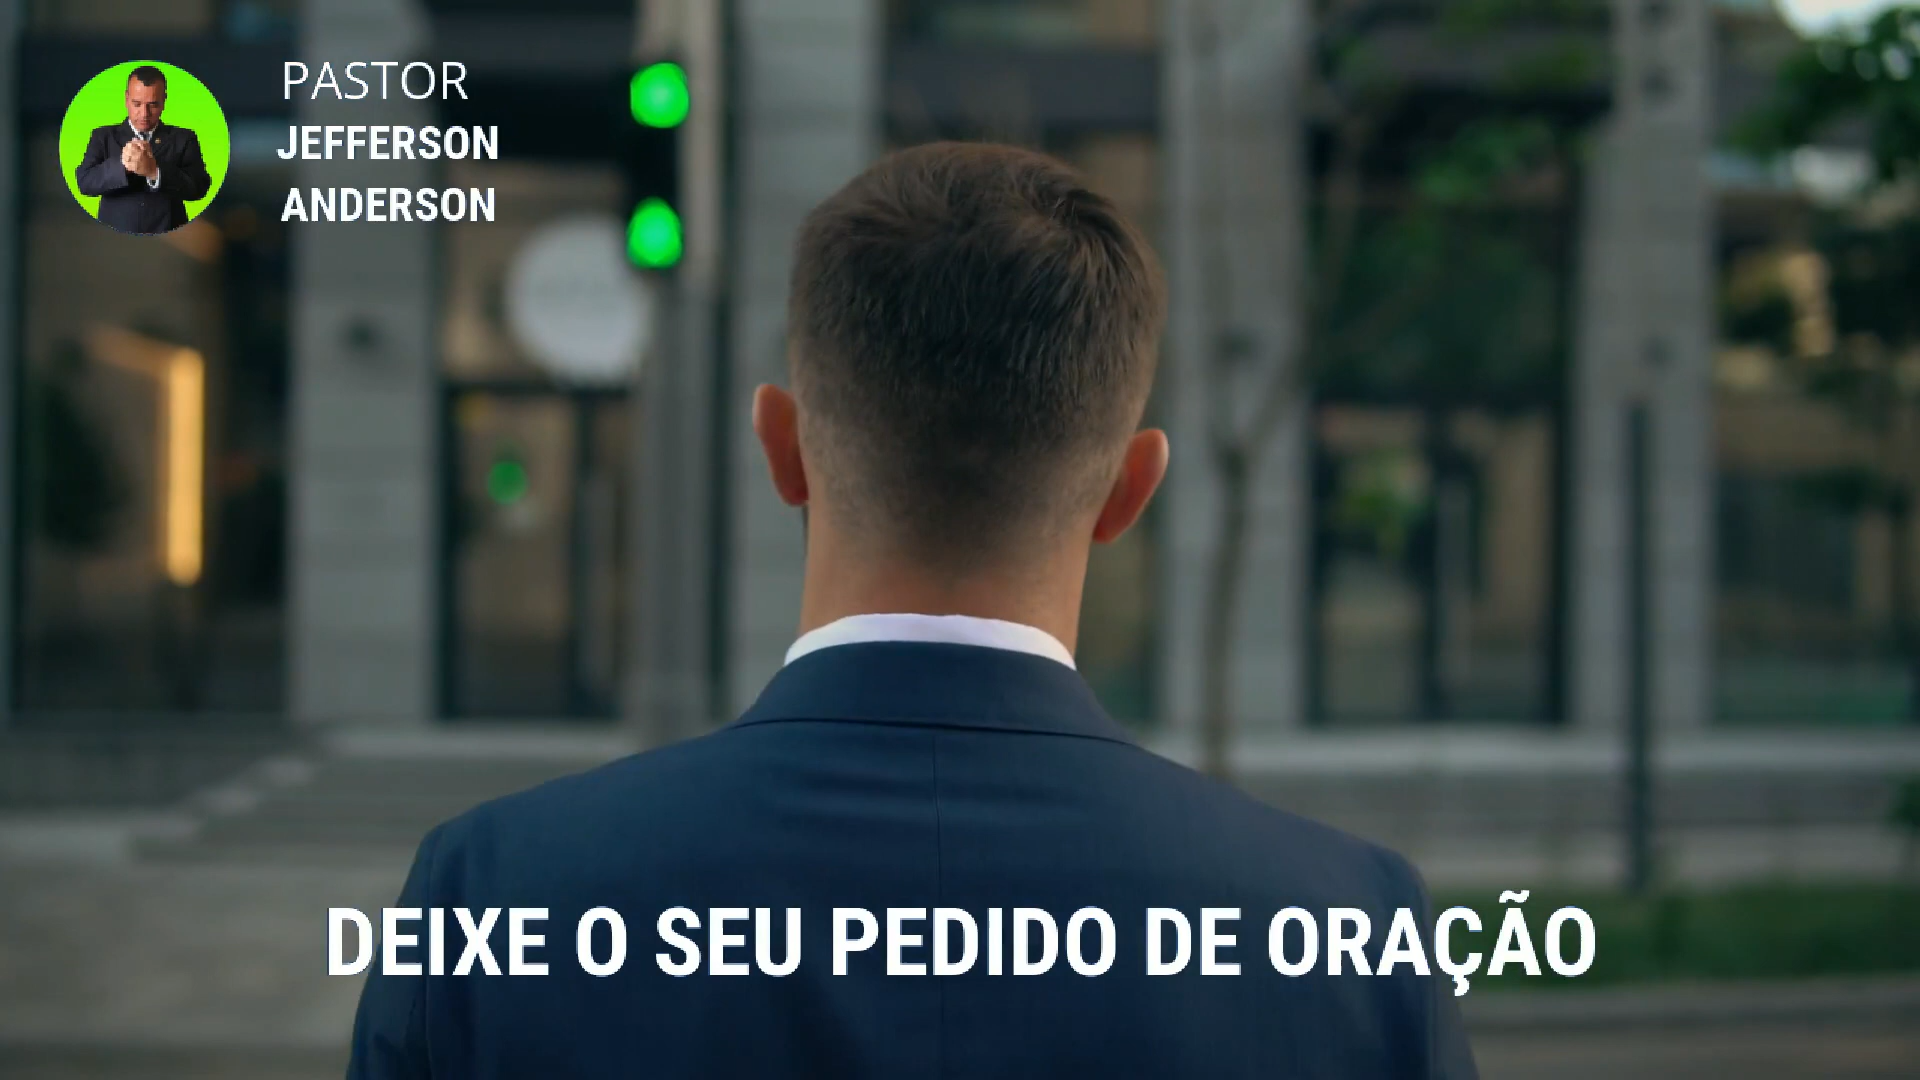 PASTOR
JEFFERSON
ANDERSON
DEIXE O SEU PEDIDO DE ORAÇÃO